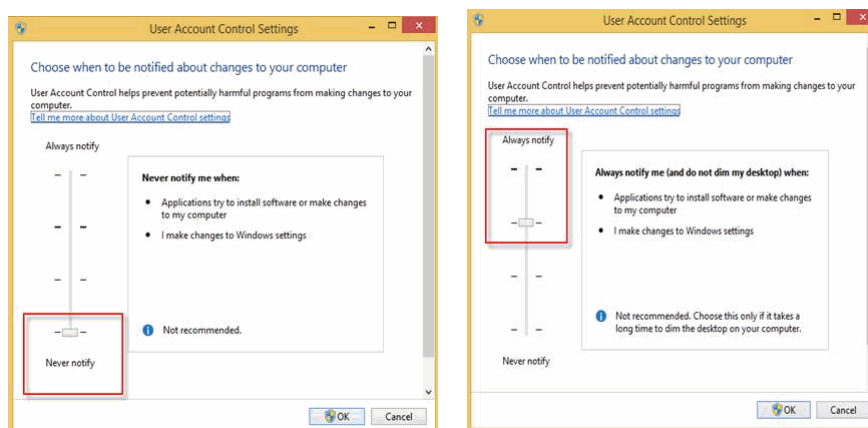 User Account Control Settings
Choose when to be notified about changes to your computer
User Account Control helps prevent potentially harmful programs from making changes to your
computer.
Tell me more about User Account Control settings
Always notify
Never notify me when:
• Applications try to install software or make changes
to my computer
• I make changes to Windows settings
Not recommended.
Never notify
OK
Cancel
User Account Control Settings
Choose when to be notified about changes to your computer
User Account Control helps prevent potentially harmful programs from making changes to your
computer.
Tell me more about User Account Control settings
Always notify
Always notify me (and do not dim my desktop) when:
• Applications try to install software or make changes
to my computer
• I make changes to Windows settings
Not recommended. Choose this only if it takes a
long time to dim the desktop on your computer.
Never notify
OK
Cancel